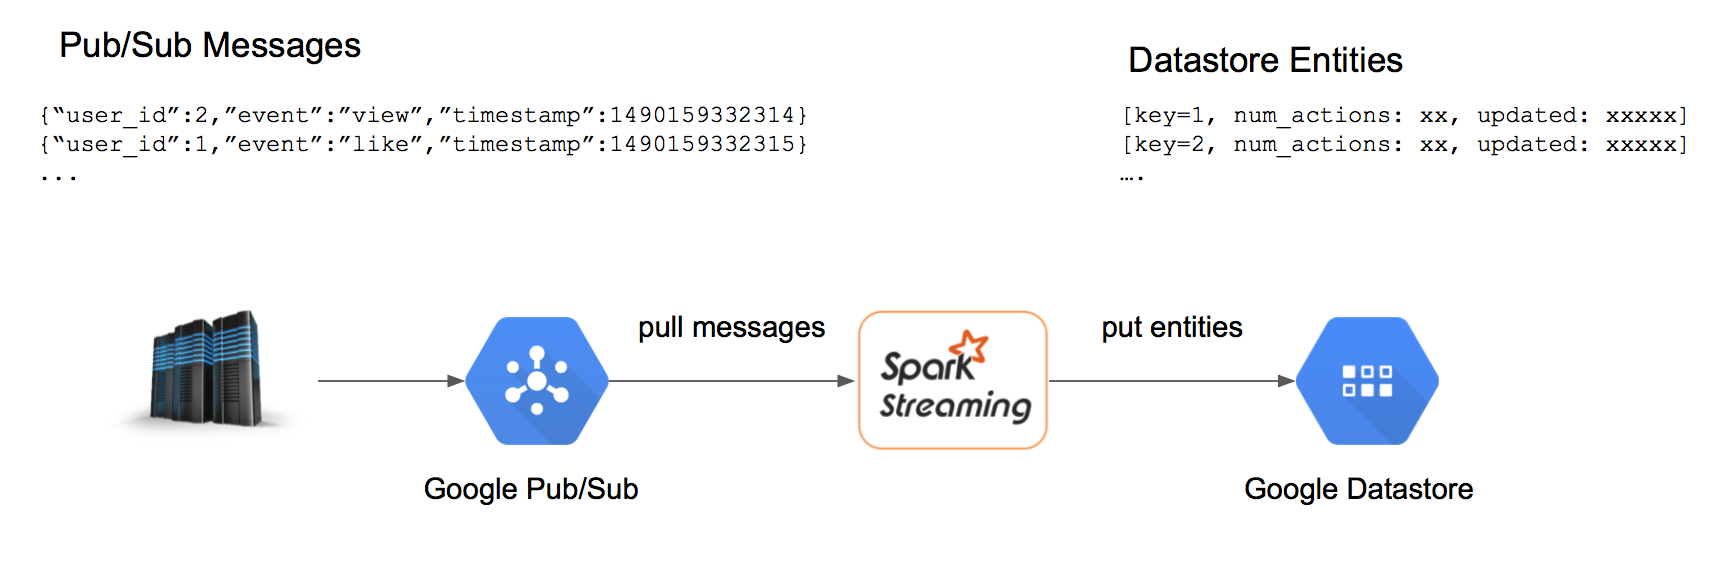 Pub/Sub Messages
{“user_id”:2,”event”:”view”,”timestamp”:1490159332314}
{“user_id”:1,”event”:”like”,”timestamp”:1490159332315}
...
Datastore Entities
[key=1, num_actions: xx, updated: xxxxx]
[key=2, num_actions: xx, updated: xxxxx]
….
pull messages
put entities
Spark
Streaming
Google Pub/Sub
Google Datastore